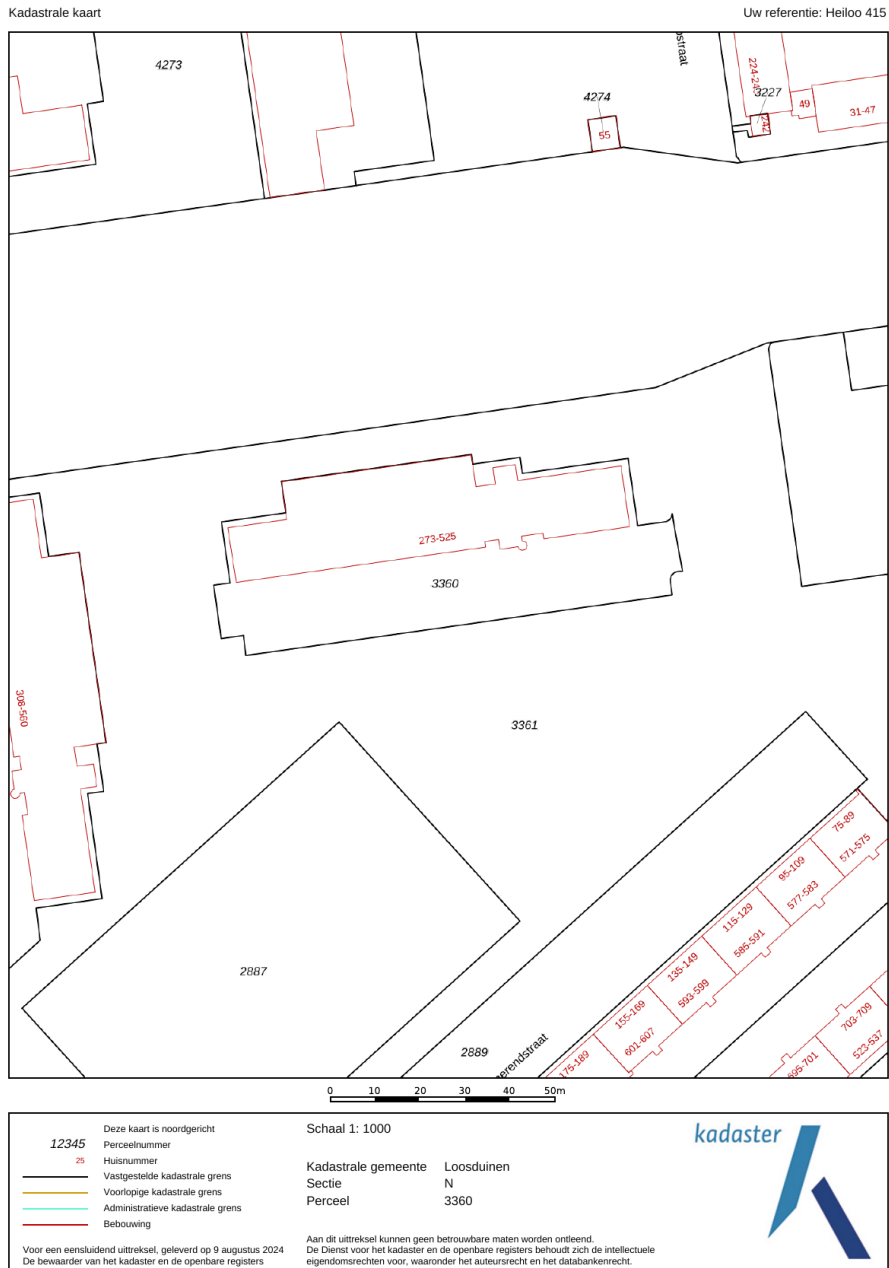 Kadastrale kaart
Uw referentie: Heiloo 415
4273
4274
55
3227
49
31-47
242
273-525
3360
308-560
3361
2887
2889
75-89
571-575
95-109
577-583
115-129
585-591
135-149
593-599
155-169
601-607
175-189
703-709
523-537
695-701
0 10 20 30 40 50m
Deze kaart is noordgericht
12345 Perceelnummer
25 Huisnummer
Vastgestelde kadastrale grens
Voorlopige kadastrale grens
Administratieve kadastrale grens
Bebouwing
Voor een eensluidend uittreksel, geleverd op 9 augustus 2024
De bewaarder van het kadaster en de openbare registers
Schaal 1: 1000
Kadastrale gemeente Loosduinen
Sectie N
Perceel 3360
Aan dit uittreksel kunnen geen betrouwbare maten worden ontleend.
De Dienst voor het kadaster en de openbare registers behoudt zich de intellectuele
eigendomsrechten voor, waaronder het auteursrecht en het databankenrecht.
kadaster